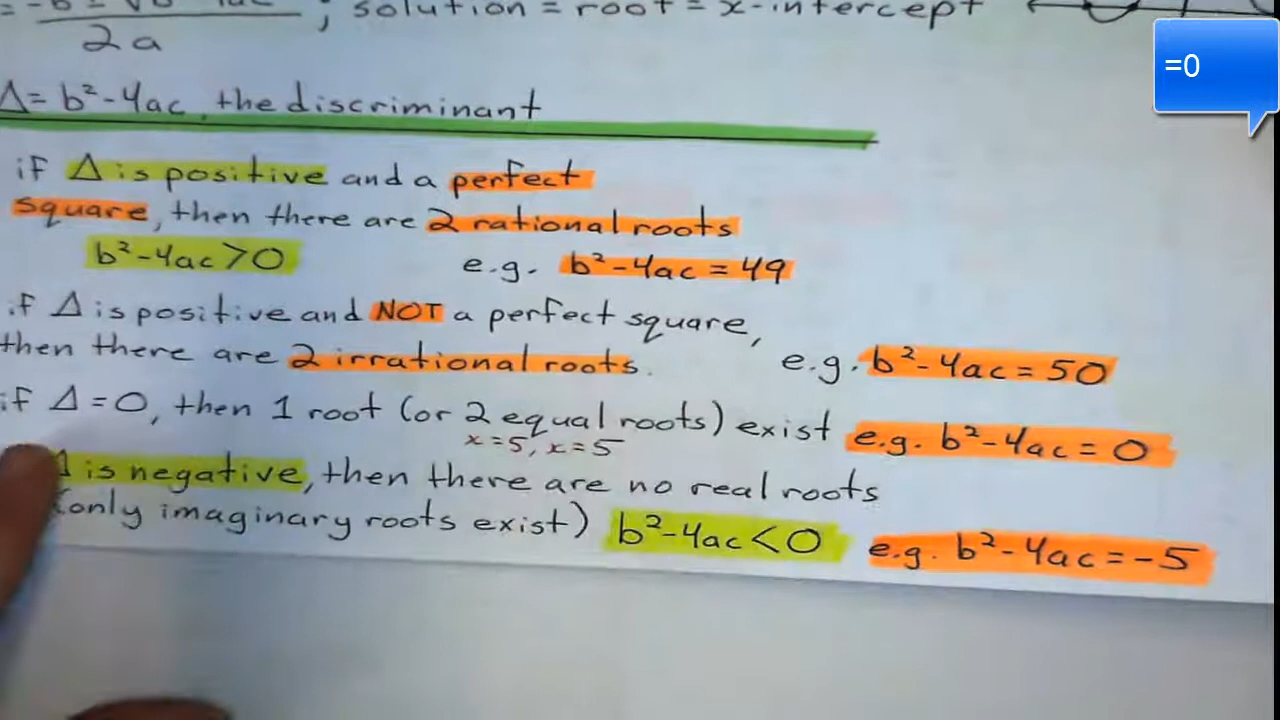 2a
; solution = root = x-intercept
=0
Δ = b²-4ac, the discriminant
if Δ is positive and a perfect
square, then there are 2 rational roots
b²-4ac>0 e.g. b²-4ac = 49
if Δ is positive and NOT a perfect square,
then there are 2 irrational roots. e.g. b²-4ac = 50
if Δ = 0, then 1 root (or 2 equal roots) exist e.g. b²-4ac = 0
x=5, x=5
Δ is negative, then there are no real roots
(only imaginary roots exist) b²-4ac<0 e.g. b²-4ac = -5